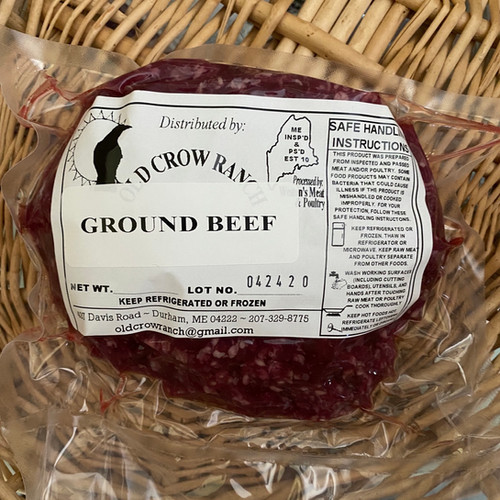 Distributed by:
OLD CROW RANCH
ME
INSP'D
&
PS'D
EST 10
Processed by:
n's Meat
& Poultry
GROUND BEEF
NET WT. LOT NO. 042420
KEEP REFRIGERATED OR FROZEN
Davis Road ~ Durham, ME 04222 ~ 207-329-8775
oldcrowranch@gmail.com
SAFE HANDL
INSTRUCTIONS
THIS PRODUCT WAS PREPARED
FROM INSPECTED AND PASSED
MEAT AND/OR POULTRY. SOME
FOOD PRODUCTS MAY CONTAIN
BACTERIA THAT COULD CAUSE
ILLNESS IF THE PRODUCT IS
MISHANDLED OR COOKED
IMPROPERLY. FOR YOUR
PROTECTION, FOLLOW THESE
SAFE HANDLING INSTRUCTIONS.
KEEP REFRIGERATED OR
FROZEN. THAW IN
REFRIGERATOR OR
MICROWAVE. KEEP RAW MEAT
AND POULTRY SEPARATE
FROM OTHER FOODS.
WASH WORKING SURFACES
(INCLUDING CUTTING
BOARDS), UTENSILS, AND
HANDS AFTER TOUCHING
RAW MEAT OR POULTRY
COOK THOROUGHLY
KEEP HOT FOODS HOT.
REFRIGERATE LEFTOVERS
IMMEDIATELY